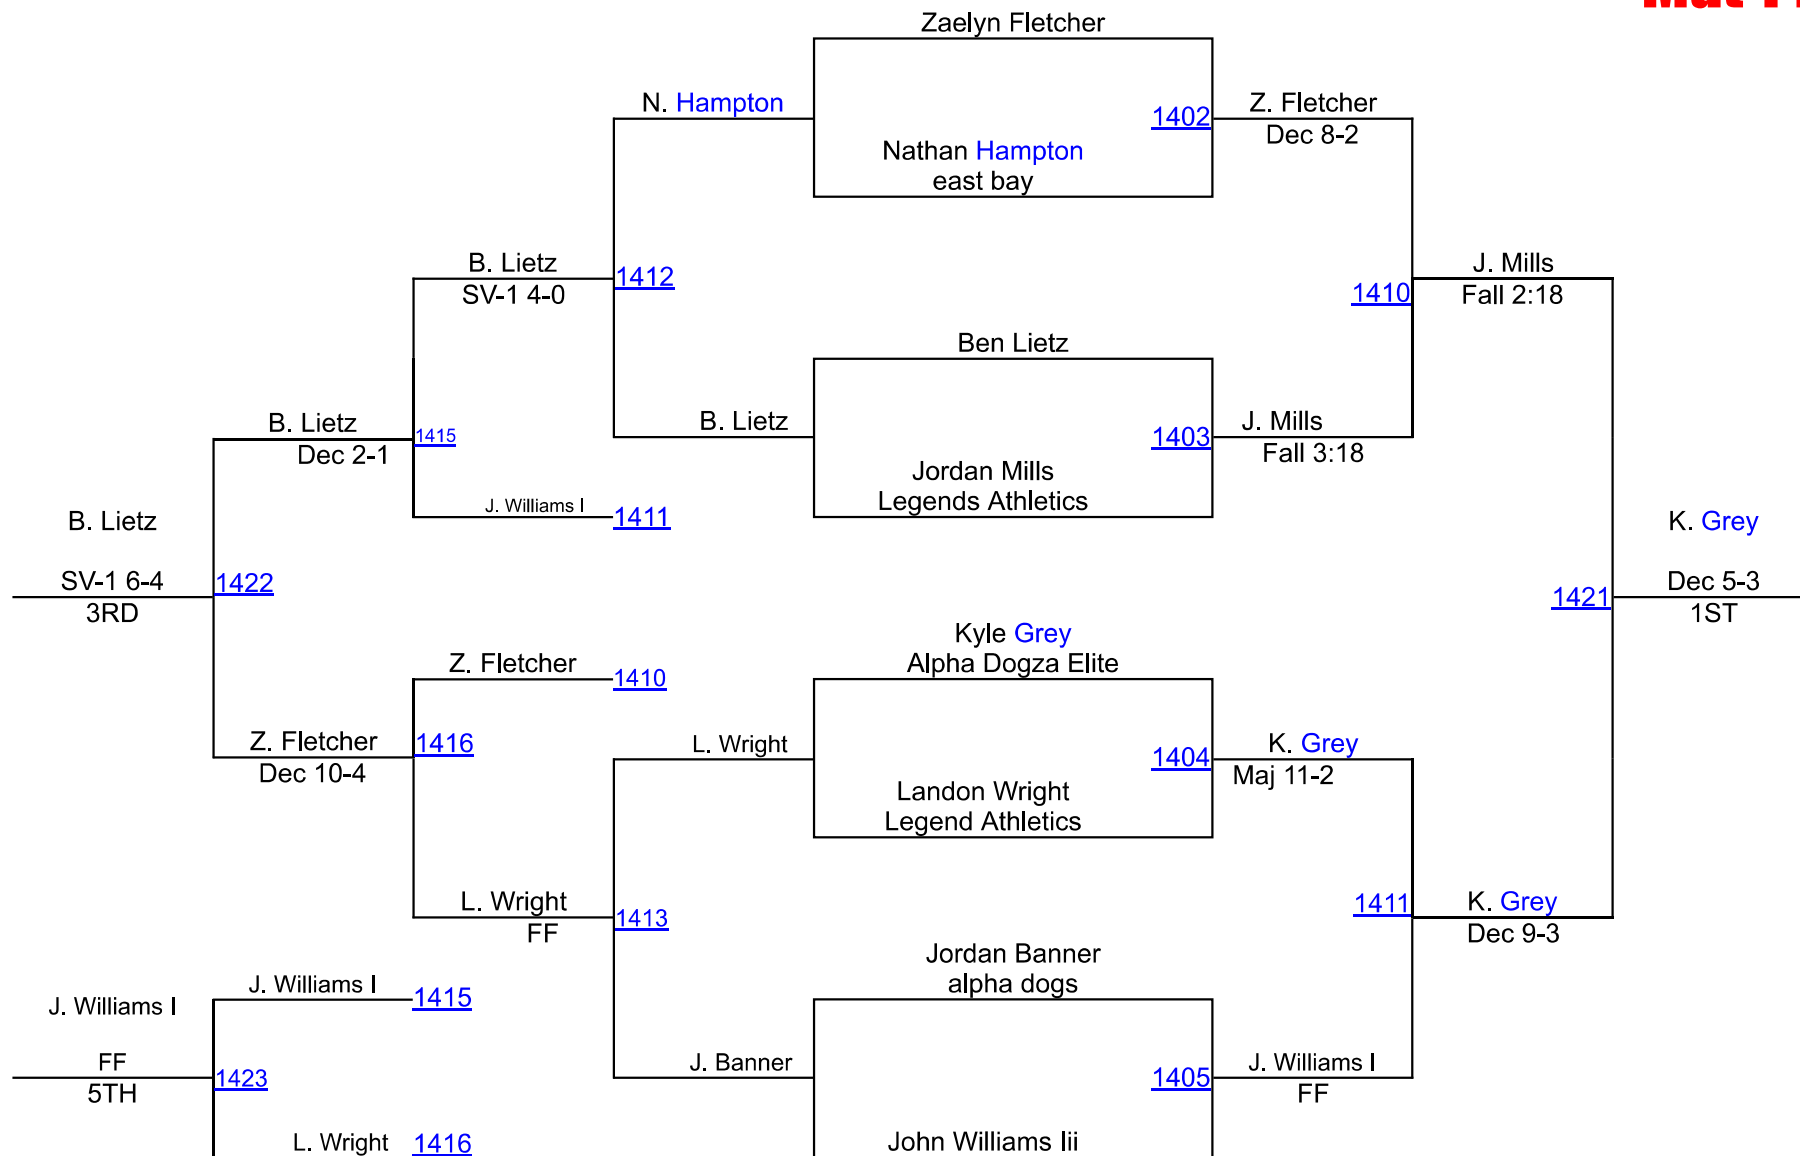 Zaelyn Fletcher
N. Hampton
1402
Z. Fletcher
Dec 8-2
Nathan Hampton
east bay
B. Lietz
SV-1 4-0
1412
1410
J. Mills
Fall 2:18
Ben Lietz
B. Lietz
Dec 2-1
1415
B. Lietz
1403
J. Mills
Fall 3:18
Jordan Mills
Legends Athletics
J. Williams I
1411
B. Lietz
SV-1 6-4
3RD
1422
K. Grey
Dec 5-3
1ST
1421
Kyle Grey
Alpha Dogza Elite
Z. Fletcher
1410
Z. Fletcher
Dec 10-4
1416
L. Wright
1404
K. Grey
Maj 11-2
Landon Wright
Legend Athletics
L. Wright
FF
1413
1411
K. Grey
Dec 9-3
Jordan Banner
alpha dogs
J. Williams I
1415
J. Williams I
FF
5TH
1423
J. Banner
1405
J. Williams I
FF
L. Wright
1416
John Williams Iii